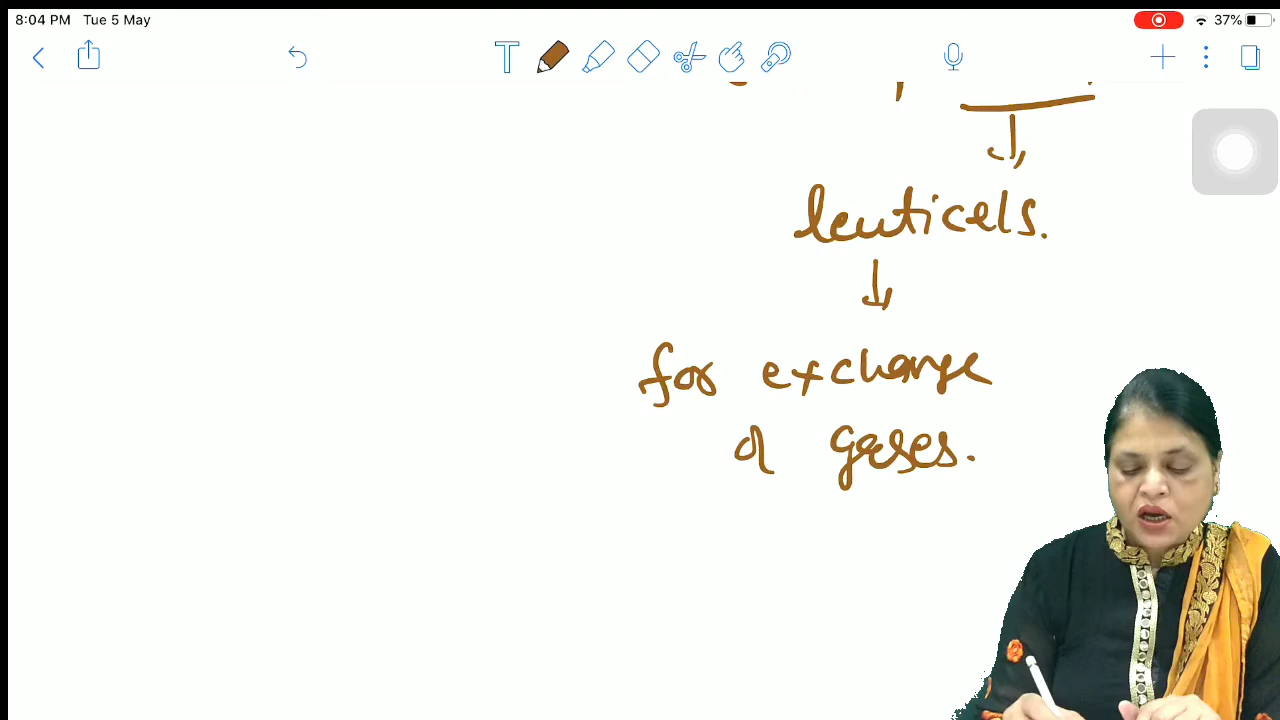 8:04 PM Tue 5 May
37%
T
lenticels.
for exchange
of gases.